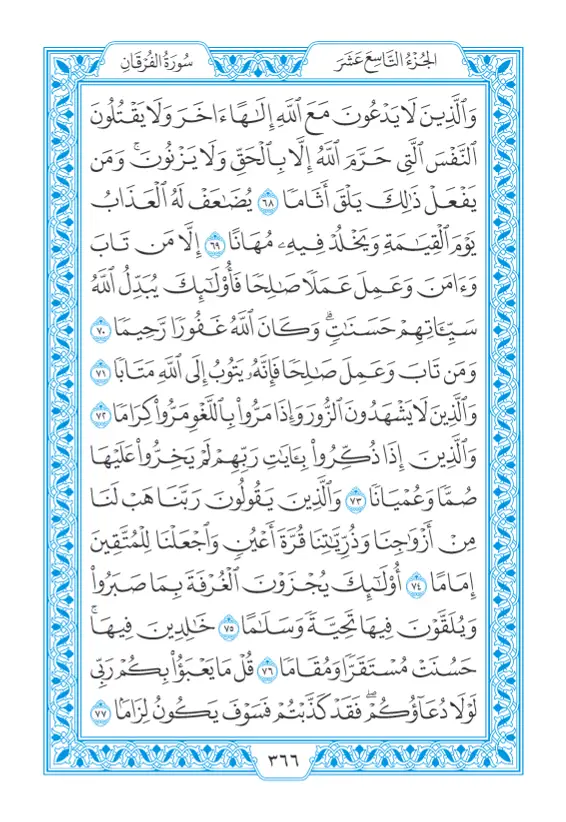 الجُزْءُ التَّاسِعَ عَشَرَ
سُورَةُ الفُرْقَانِ
وَٱلَّذِينَ لَا يَدْعُونَ مَعَ ٱللَّهِ إِلَٰهًا ءَاخَرَ وَلَا يَقْتُلُونَ
ٱلنَّفْسَ ٱلَّتِي حَرَّمَ ٱللَّهُ إِلَّا بِٱلْحَقِّ وَلَا يَزْنُونَۚ وَمَن
يَفْعَلْ ذَٰلِكَ يَلْقَ أَثَامًا ٦٨ يُضَٰعَفْ لَهُ ٱلْعَذَابُ
يَوْمَ ٱلْقِيَٰمَةِ وَيَخْلُدْ فِيهِۦ مُهَانًا ٦٩ إِلَّا مَن تَابَ
وَءَامَنَ وَعَمِلَ عَمَلًا صَٰلِحًا فَأُو۟لَٰٓئِكَ يُبَدِّلُ ٱللَّهُ
سَيِّـَٔاتِهِمْ حَسَنَٰتٍۗ وَكَانَ ٱللَّهُ غَفُورًا رَّحِيمًا ٧٠
وَمَن تَابَ وَعَمِلَ صَٰلِحًا فَإِنَّهُۥ يَتُوبُ إِلَى ٱللَّهِ مَتَابًا ٧١
وَٱلَّذِينَ لَا يَشْهَدُونَ ٱلزُّورَ وَإِذَا مَرُّوا۟ بِٱللَّغْوِ مَرُّوا۟ كِرَامًا ٧٢
وَٱلَّذِينَ إِذَا ذُكِّرُوا۟ بِـَٔايَٰتِ رَبِّهِمْ لَمْ يَخِرُّوا۟ عَلَيْهَا
صُمًّا وَعُمْيَانًا ٧٣ وَٱلَّذِينَ يَقُولُونَ رَبَّنَا هَبْ لَنَا
مِنْ أَزْوَٰجِنَا وَذُرِّيَّٰتِنَا قُرَّةَ أَعْيُنٍ وَٱجْعَلْنَا لِلْمُتَّقِينَ
إِمَامًا ٧٤ أُو۟لَٰٓئِكَ يُجْزَوْنَ ٱلْغُرْفَةَ بِمَا صَبَرُوا۟
وَيُلَقَّوْنَ فِيهَا تَحِيَّةً وَسَلَٰمًا ٧٥ خَٰلِدِينَ فِيهَاۚ
حَسُنَتْ مُسْتَقَرًّا وَمُقَامًا ٧٦ قُلْ مَا يَعْبَؤُا۟ بِكُمْ رَبِّي
لَوْلَا دُعَآؤُكُمْۖ فَقَدْ كَذَّبْتُمْ فَسَوْفَ يَكُونُ لِزَامًۢا ٧٧
٣٦٦